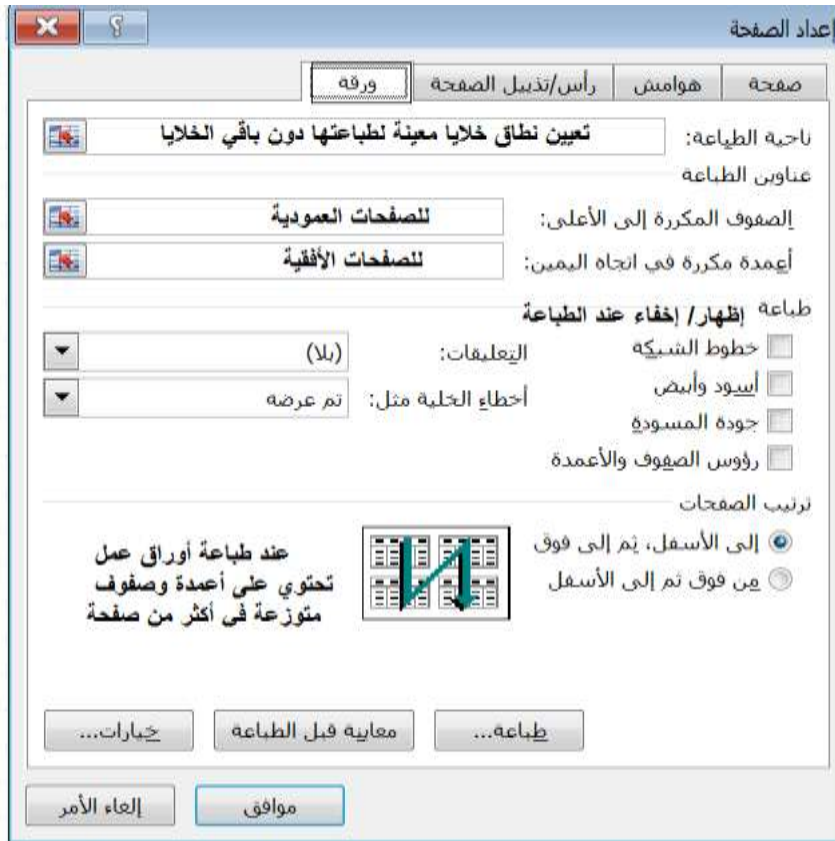 إعداد الصفحة
صفحة هوامش رأس/تذييل الصفحة ورقة
ناحية الطباعة: تعيين نطاق خلايا معينة لطباعتها دون باقي الخلايا
عناوين الطباعة
الصفوف المكررة إلى الأعلى: للصفحات العمودية
أعمدة مكررة في اتجاه اليمين: للصفحات الأفقية
طباعة إظهار/ إخفاء عند الطباعة
خطوط الشبكة التعليقات: (بلا)
أسود وأبيض أخطاء الخلية مثل: تم عرضه
جودة المسودة
رؤوس الصفوف والأعمدة
ترتيب الصفحات
إلى الأسفل، ثم إلى فوق
من فوق ثم إلى الأسفل
عند طباعة أوراق عمل
تحتوي على أعمدة وصفوف
متوزعة في أكثر من صفحة
طباعة... معاينة قبل الطباعة خيارات...
موافق إلغاء الأمر